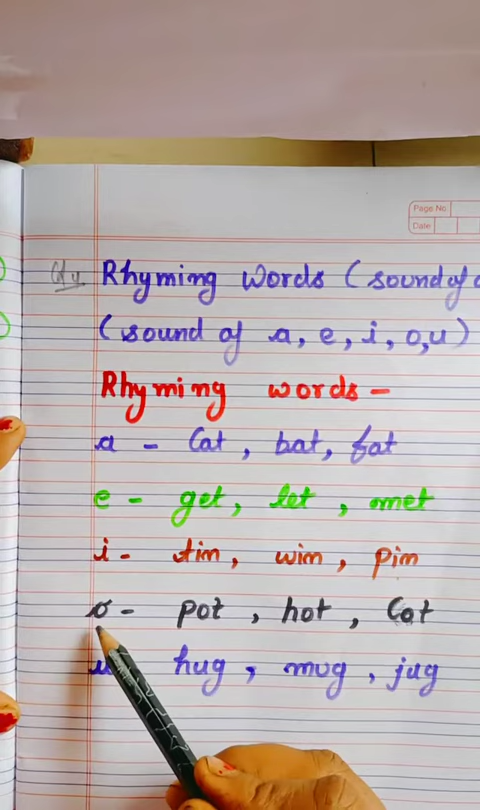 Page No
Date
Q4. Rhyming Words (sound of a
(sound of a, e, i, o, u)
Rhyming words -
a - Cat, bat, fat
e - get, let, met
i - tim, wim, pim
o - pot, hot, Cot
u hug, mug, jug